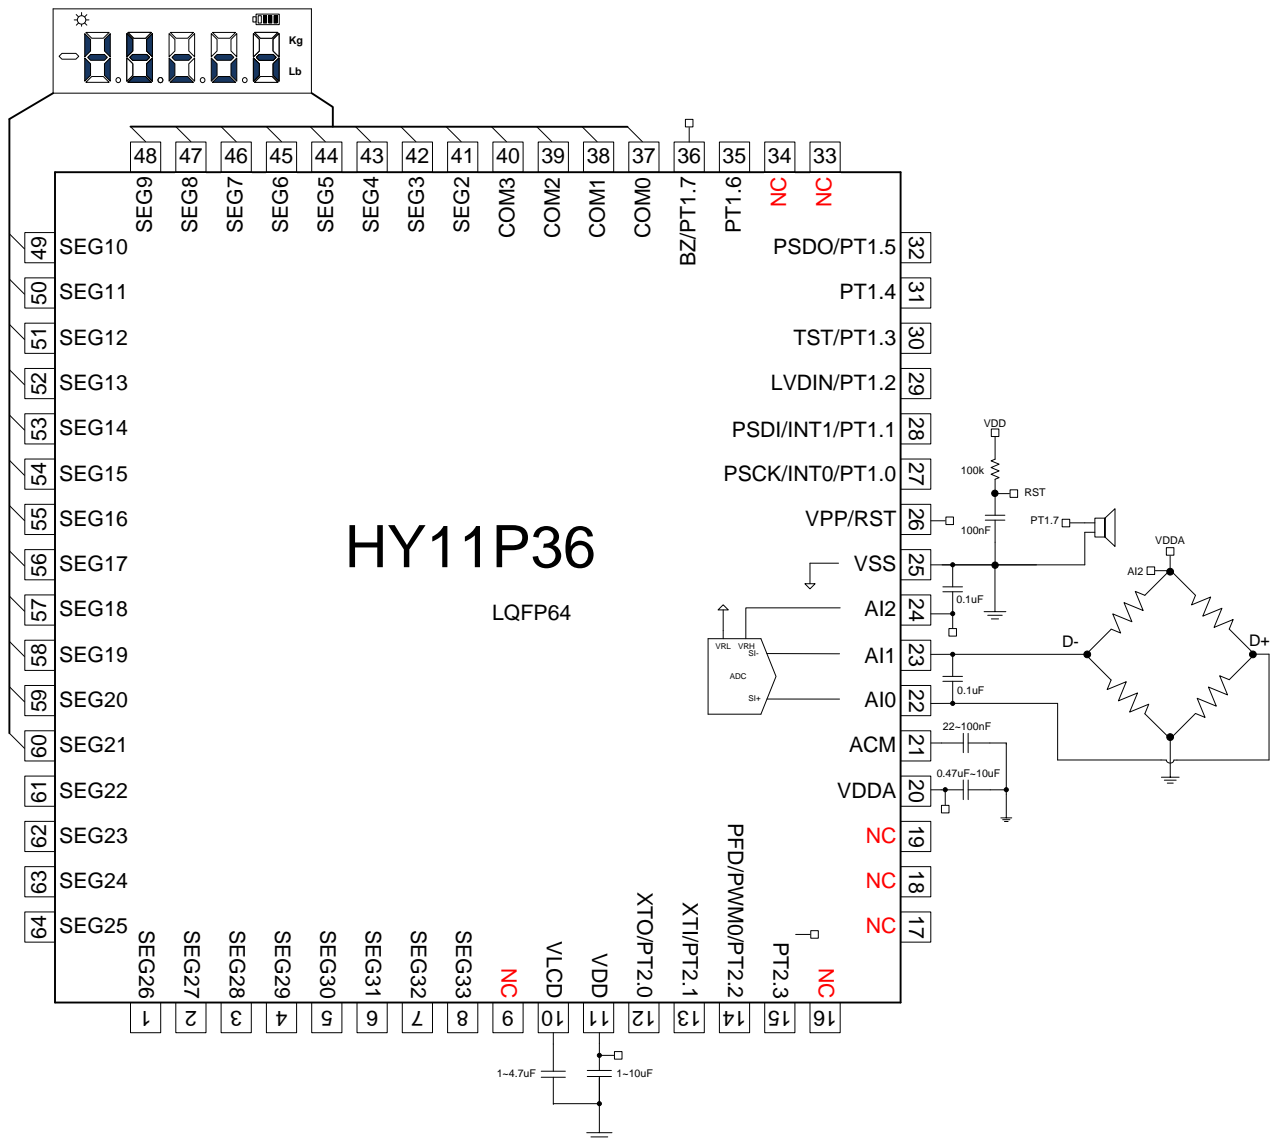 Kg
Lb
48 47 46 45 44 43 42 41 40 39 38 37 36 35 34 33
SEG9 SEG8 SEG7 SEG6 SEG5 SEG4 SEG3 SEG2 COM3 COM2 COM1 COM0 BZ/PT1.7 PT1.6 NC NC
49 SEG10
50 SEG11
51 SEG12
52 SEG13
53 SEG14
54 SEG15
55 SEG16
56 SEG17
57 SEG18
58 SEG19
59 SEG20
60 SEG21
61 SEG22
62 SEG23
63 SEG24
64 SEG25
HY11P36
LQFP64
PSDO/PT1.5 32
PT1.4 31
TST/PT1.3 30
LVDIN/PT1.2 29
PSDI/INT1/PT1.1 28
PSCK/INT0/PT1.0 27
VPP/RST 26
VSS 25
AI2 24
AI1 23
AI0 22
ACM 21
VDDA 20
NC 19
NC 18
NC 17
VRL VRH
SI-
ADC
SI+
VDD
100k
RST
100nF
PT1.7
0.1uF
VDDA
AI2
D- D+
0.1uF
22~100nF
0.47uF~10uF
SEG26 SEG27 SEG28 SEG29 SEG30 SEG31 SEG32 SEG33 NC VLCD VDD XTO/PT2.0 XTI/PT2.1 PFD/PWM0/PT2.2 PT2.3 NC
1 2 3 4 5 6 7 8 9 10 11 12 13 14 15 16
1~4.7uF 1~10uF